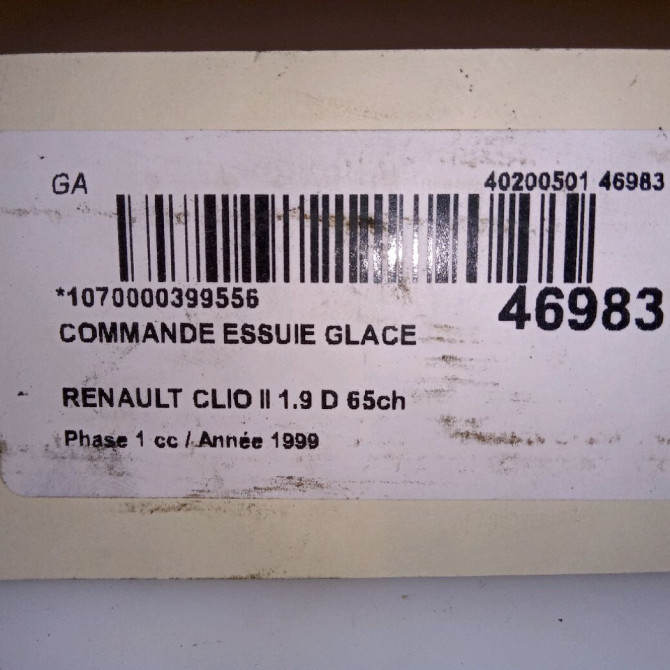 GA
40200501 46983
*1070000399556
46983
COMMANDE ESSUIE GLACE
RENAULT CLIO II 1.9 D 65ch
Phase 1 cc / Année 1999